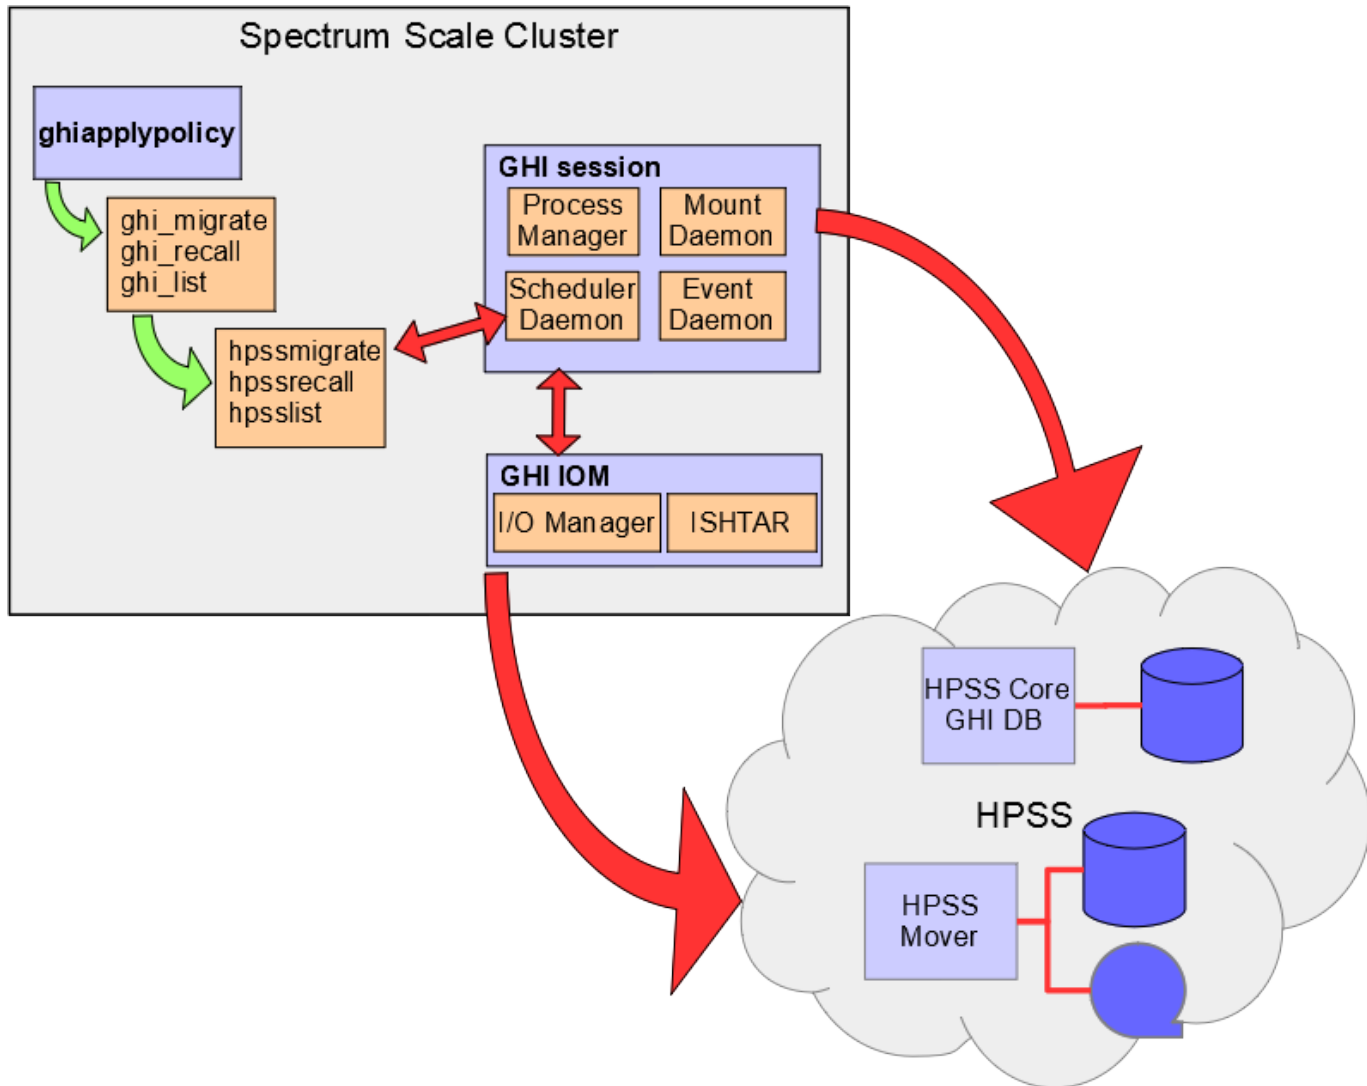 Spectrum Scale Cluster
ghiapplypolicy
ghi_migrate
ghi_recall
ghi_list
hpssmigrate
hpssrecall
hpsslist
GHI session
Process
Manager
Mount
Daemon
Scheduler
Daemon
Event
Daemon
GHI IOM
I/O Manager
ISHTAR
HPSS Core
GHI DB
HPSS
HPSS
Mover